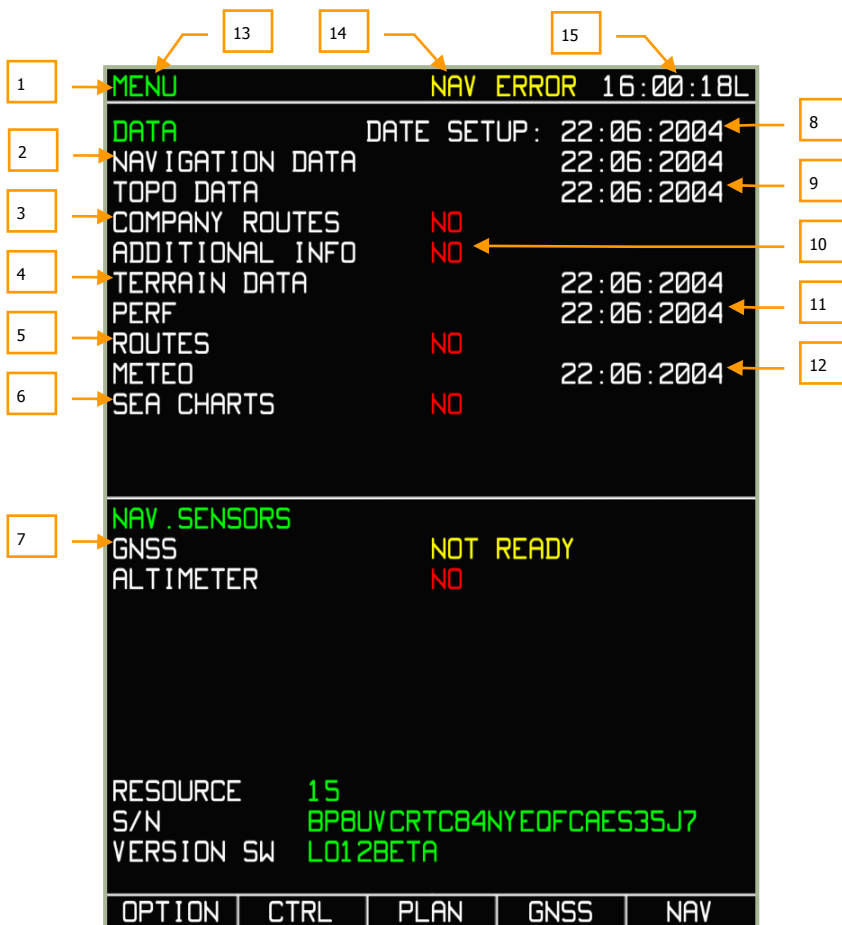 13 14 15
1 MENU NAV ERROR 16:00:18L
DATA DATE SETUP: 22:06:2004 8
2 NAVIGATION DATA 22:06:2004
TOPO DATA 22:06:2004 9
3 COMPANY ROUTES NO
ADDITIONAL INFO NO 10
4 TERRAIN DATA 22:06:2004
PERF 22:06:2004 11
5 ROUTES NO
METEO 22:06:2004 12
6 SEA CHARTS NO
NAV.SENSORS
7 GNSS NOT READY
ALTIMETER NO
RESOURCE 15
S/N BP8UVCRTC84NYEQFCAES35J7
VERSION SW L012BETA
OPTION CTRL PLAN GNSS NAV